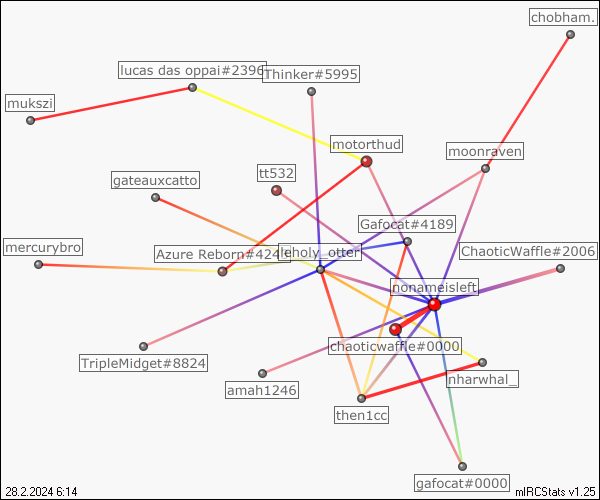 chobham.
lucas das oppai#2396
Thinker#5995
mukszi
motorthud
moonraven
tt532
gateauxcatto
Gafocat#4189
mercurybro
Azure Reborn#424
leholy_otter
ChaoticWaffle#2006
nonameisleft
chaoticwaffle#0000
TripleMidget#8824
amah1246
nharwhal_
then1cc
gafocat#0000
28.2.2024 6:14
mIRCStats v1.25